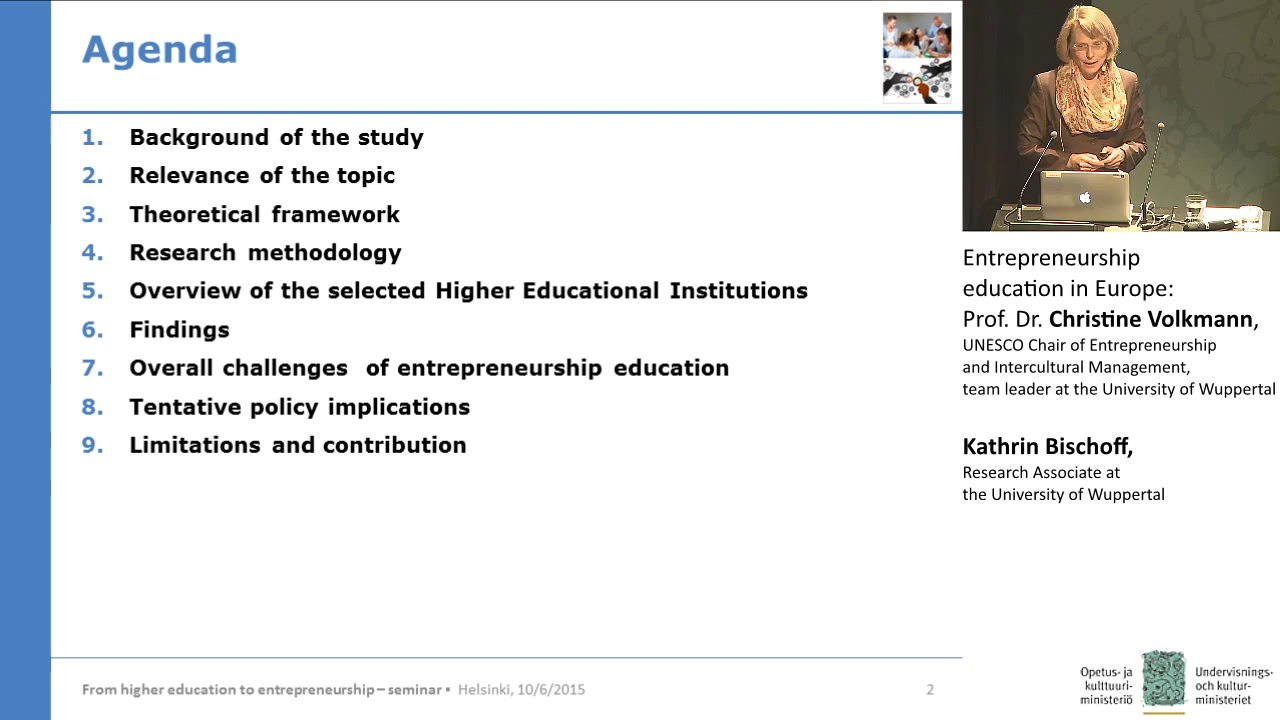 Agenda
1. Background of the study
2. Relevance of the topic
3. Theoretical framework
4. Research methodology
5. Overview of the selected Higher Educational Institutions
6. Findings
7. Overall challenges of entrepreneurship education
8. Tentative policy implications
9. Limitations and contribution
From higher education to entrepreneurship – seminar ▪ Helsinki, 10/6/2015
2
Entrepreneurship
education in Europe:
Prof. Dr. Christine Volkmann,
UNESCO Chair of Entrepreneurship
and Intercultural Management,
team leader at the University of Wuppertal
Kathrin Bischoff,
Research Associate at
the University of Wuppertal
Opetus- ja
kulttuuri-
ministeriö
Undervisnings-
och kultur-
ministeriet